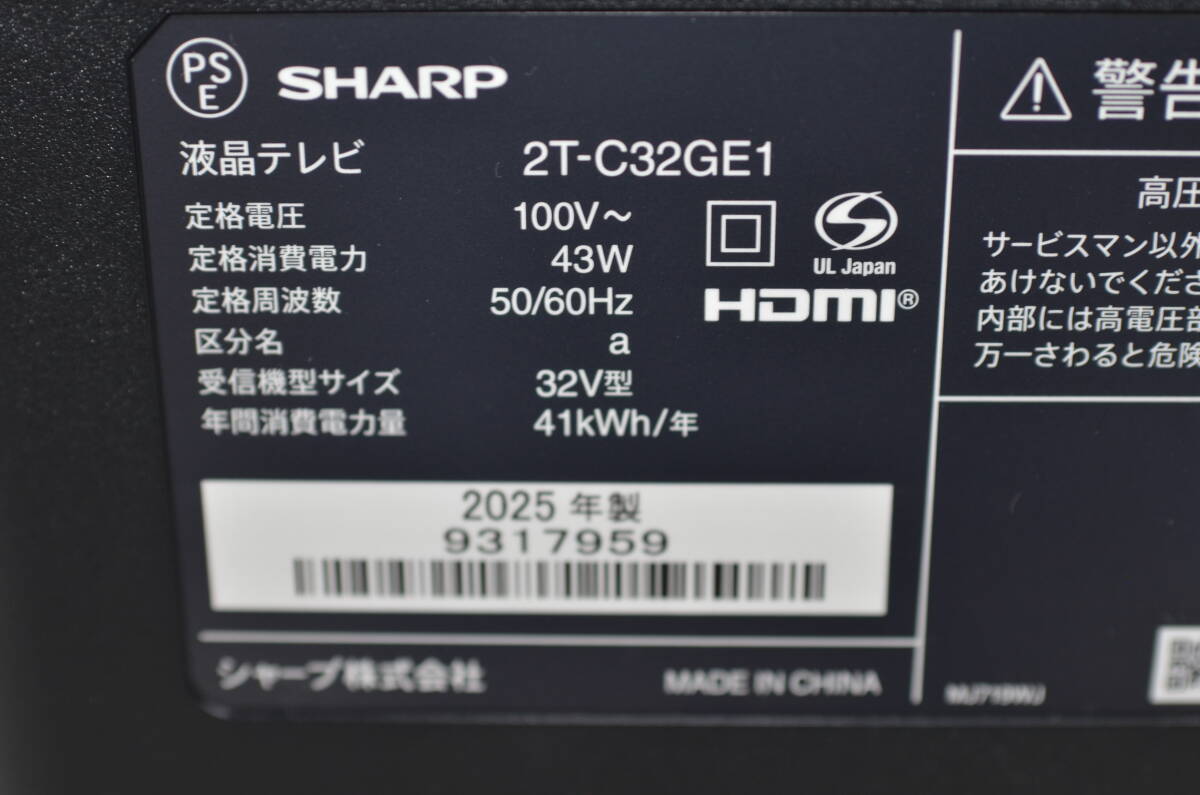 PS
E
SHARP
液晶テレビ 2T-C32GE1
定格電圧 100V～
定格消費電力 43W
定格周波数 50/60Hz
区分名 a
受信機型サイズ 32V型
年間消費電力量 41kWh/年
UL Japan
HDMI®
2025 年製
9317959
シャープ株式会社 MADE IN CHINA
警告
高圧
サービスマン以外
あけないでくださ
内部には高電圧部
万一さわると危険